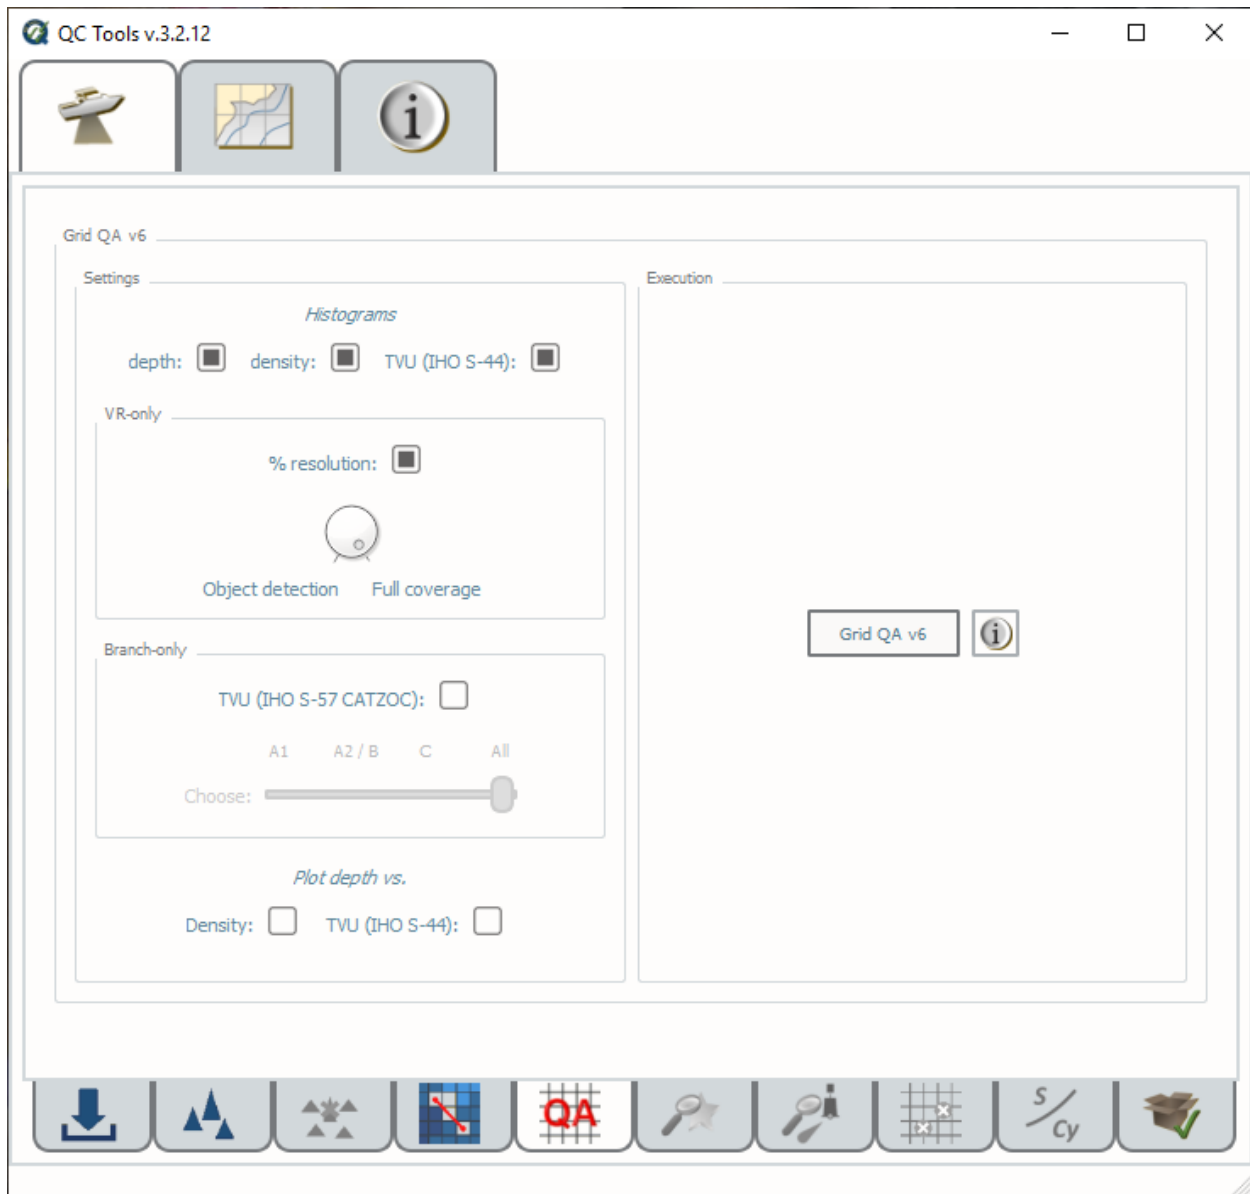 QC Tools v.3.2.12
i
Grid QA v6
Settings
Execution
Histograms
depth: density: TVU (IHO S-44):
VR-only
% resolution:
Object detection Full coverage
Grid QA v6 i
Branch-only
TVU (IHO S-57 CATZOC):
A1 A2 / B C All
Choose:
Plot depth vs.
Density: TVU (IHO S-44):
QA S/Cy